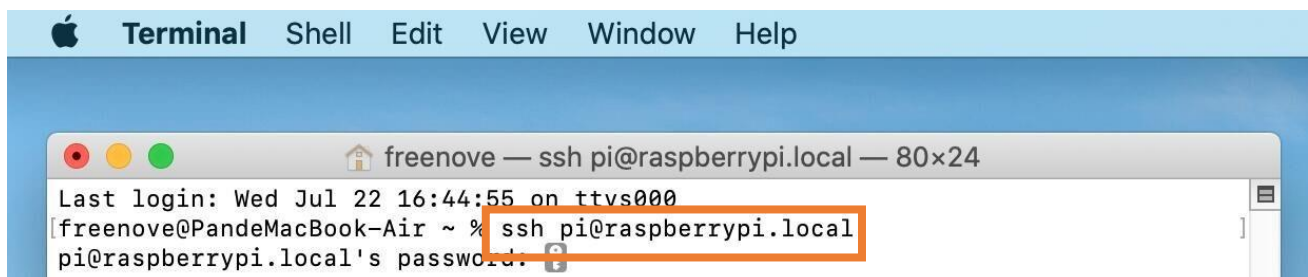 Terminal Shell Edit View Window Help
freenove — ssh pi@raspberrypi.local — 80×24
Last login: Wed Jul 22 16:44:55 on ttys000
[freenove@PandeMacBook-Air ~ % ssh pi@raspberrypi.local ]
pi@raspberrypi.local's password: